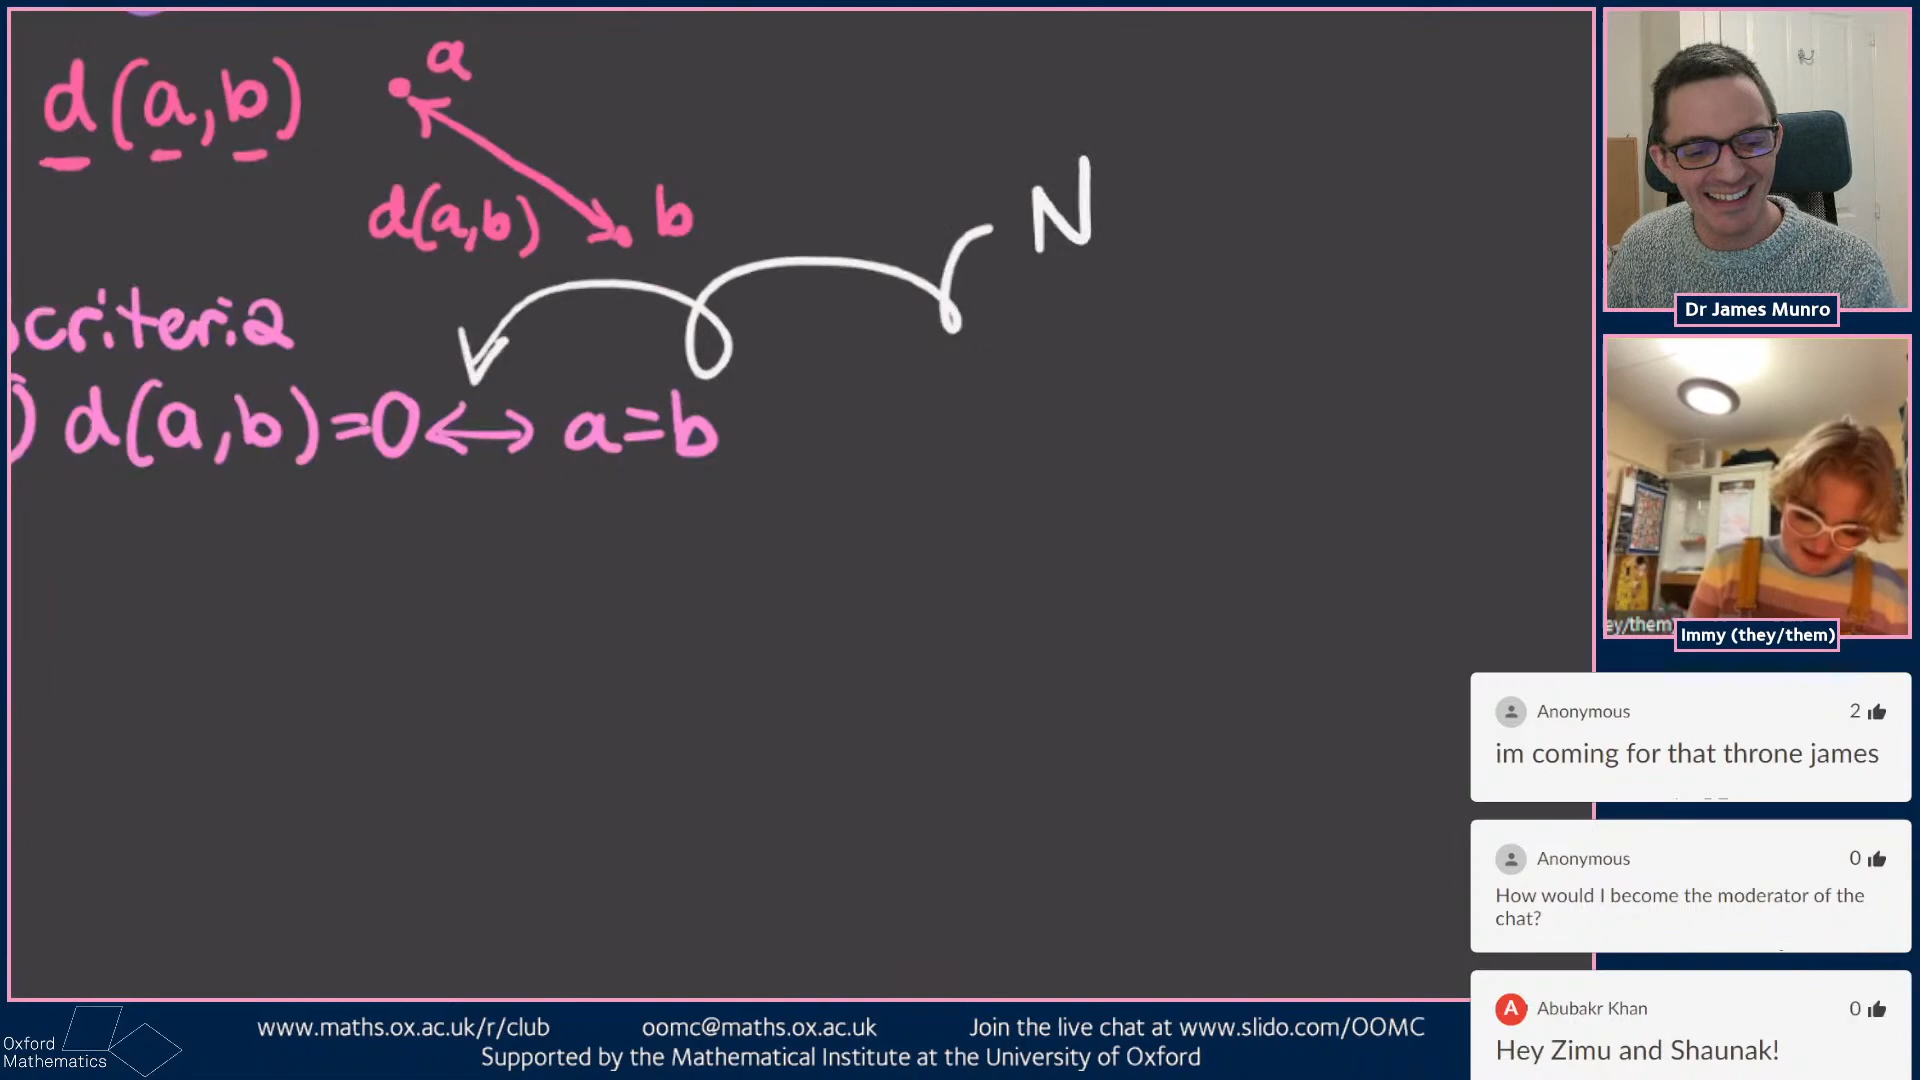 d(a,b)
a
d(a,b)
b
N
criteria
) d(a,b)=0⟷ a=b
Dr James Munro
ey/them)
Immy (they/them)
Anonymous 2
im coming for that throne james
Anonymous 0
How would I become the moderator of the
chat?
A Abubakr Khan 0
Hey Zimu and Shaunak!
Oxford
Mathematics
www.maths.ox.ac.uk/r/club oomc@maths.ox.ac.uk Join the live chat at www.slido.com/OOMC
Supported by the Mathematical Institute at the University of Oxford